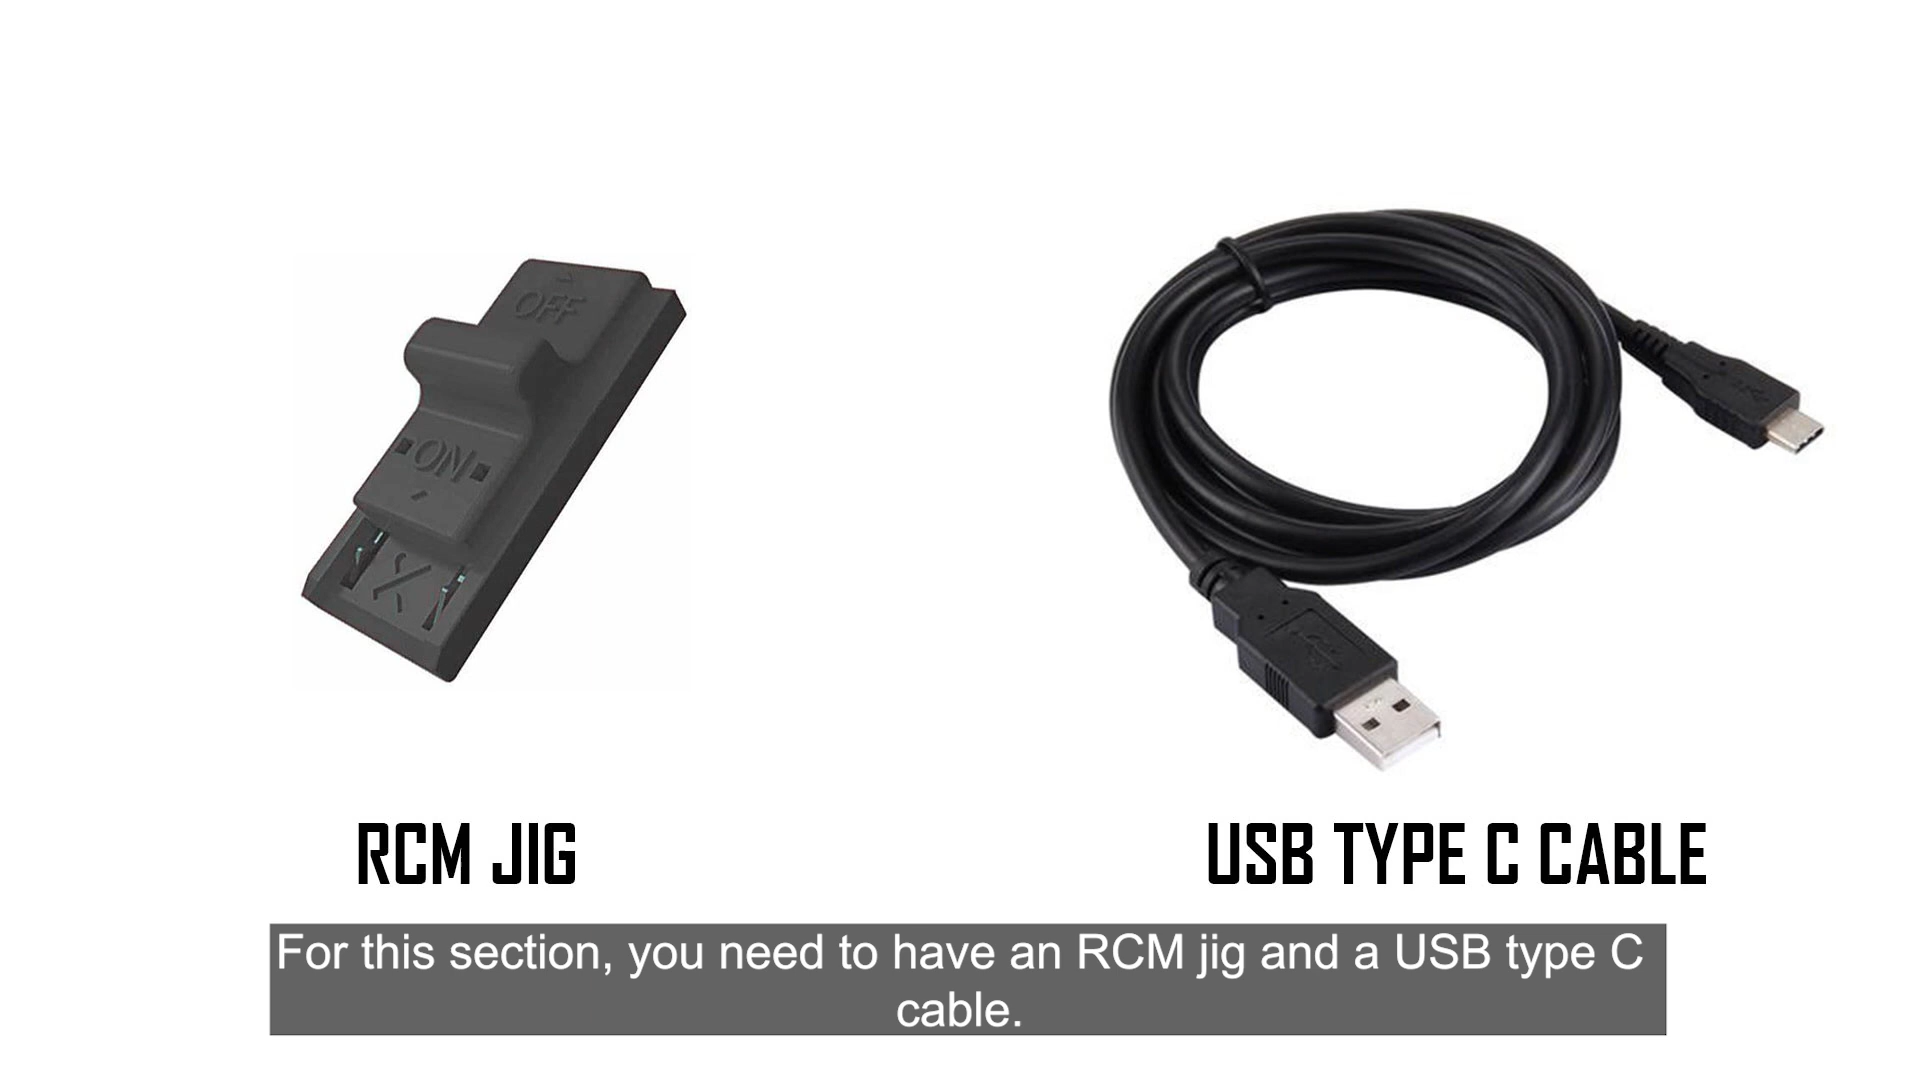 OFF
ON
RCM JIG
USB TYPE C CABLE
For this section, you need to have an RCM jig and a USB type C
cable.